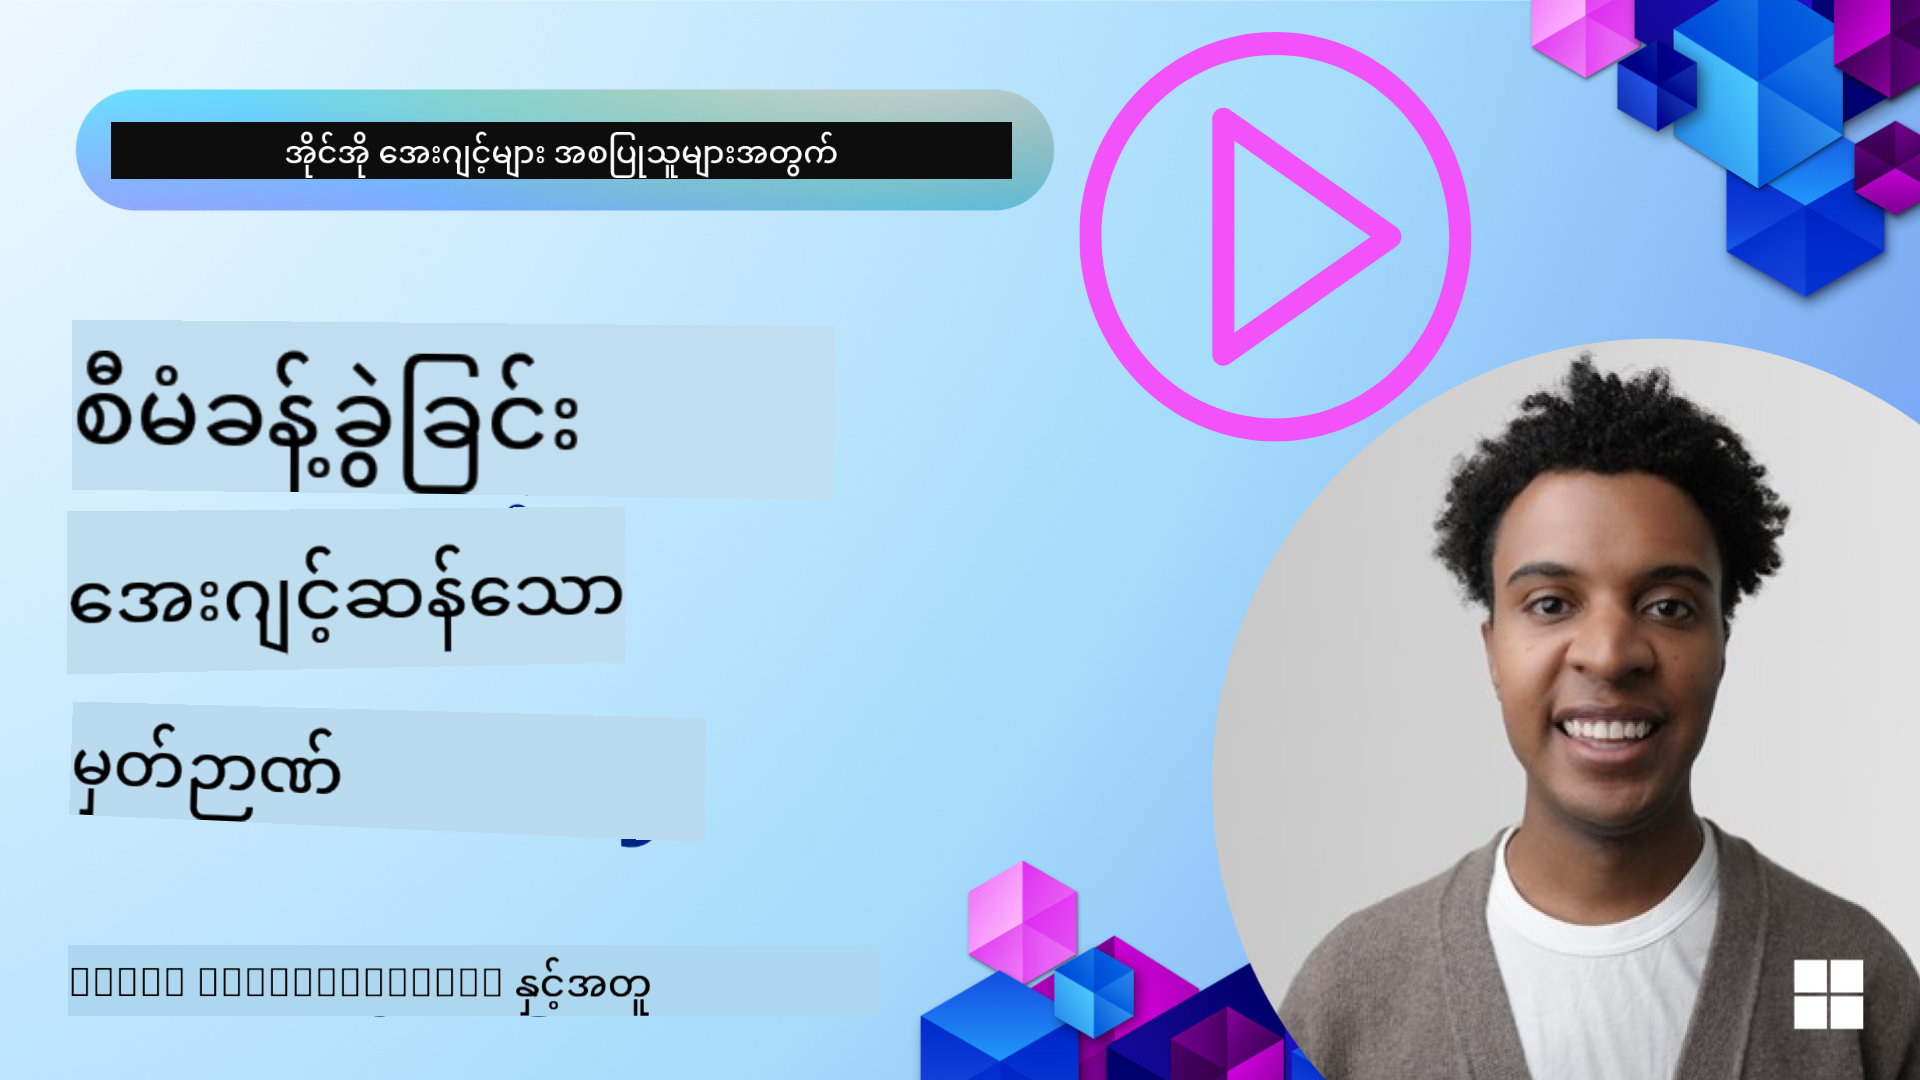 အိုင်အို အေးဂျင့်များ အစပြုသူများအတွက်
စီမံခန့်ခွဲခြင်း
အေးဂျင့်ဆန်သော
မှတ်ဉာဏ်
နှင့်အတူ